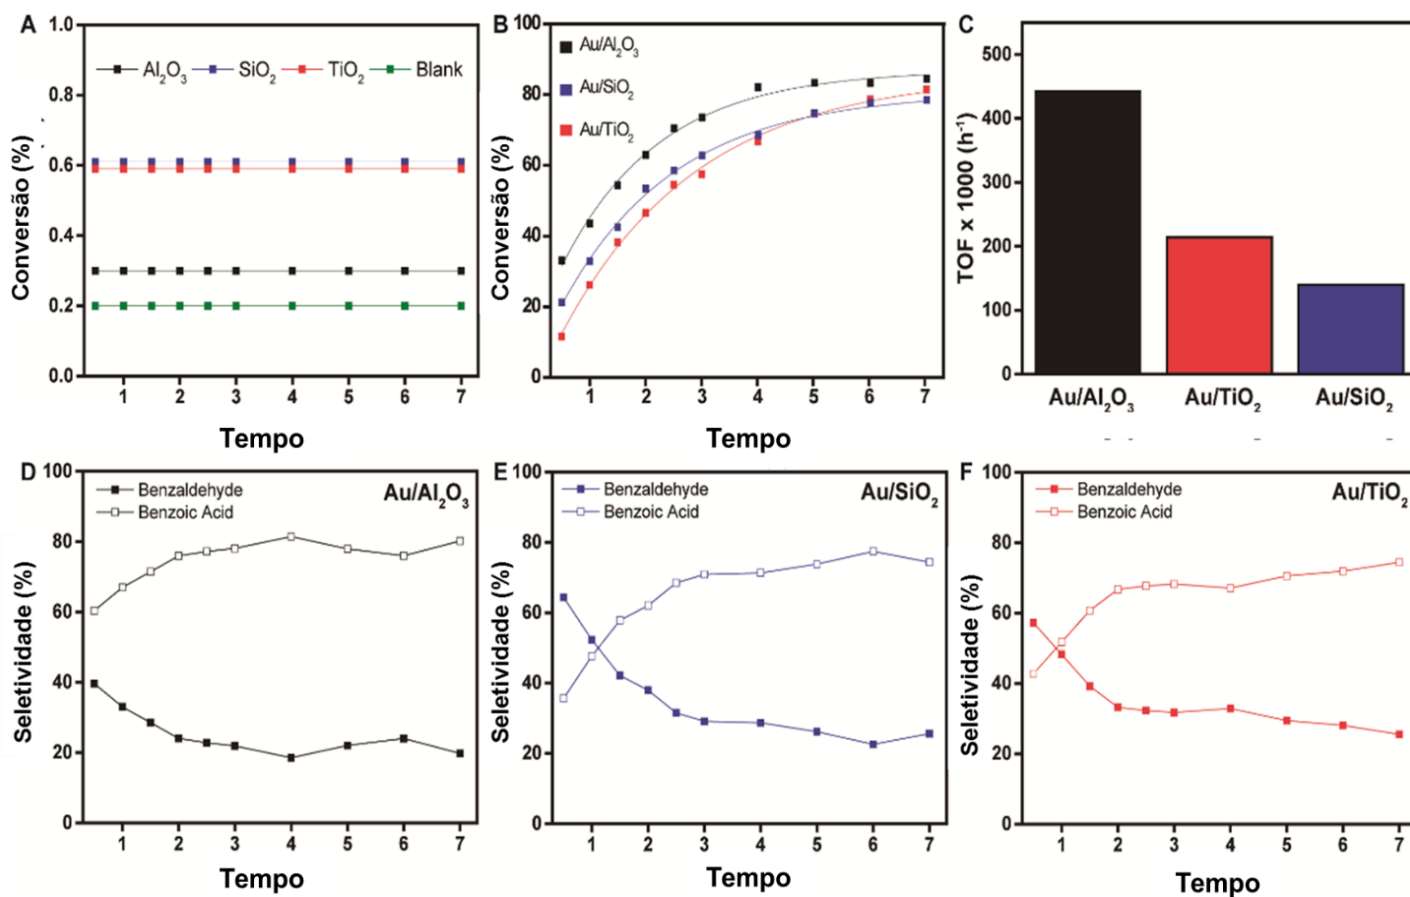 A
Al₂O₃ SiO₂ TiO₂ Blank
Conversão (%)
1.0
0.8
0.6
0.4
0.2
0.0
1 2 3 4 5 6 7
Tempo
B
Au/Al₂O₃
Au/SiO₂
Au/TiO₂
Conversão (%)
100
80
60
40
20
0
1 2 3 4 5 6 7
Tempo
C
TOF x 1000 (h⁻¹)
500
400
300
200
100
0
Au/Al₂O₃ Au/TiO₂ Au/SiO₂
D
Benzaldehyde
Benzoic Acid
Au/Al₂O₃
Seletividade (%)
100
80
60
40
20
0
1 2 3 4 5 6 7
Tempo
E
Benzaldehyde
Benzoic Acid
Au/SiO₂
Seletividade (%)
100
80
60
40
20
0
1 2 3 4 5 6 7
Tempo
F
Benzaldehyde
Benzoic Acid
Au/TiO₂
Seletividade (%)
100
80
60
40
20
0
1 2 3 4 5 6 7
Tempo